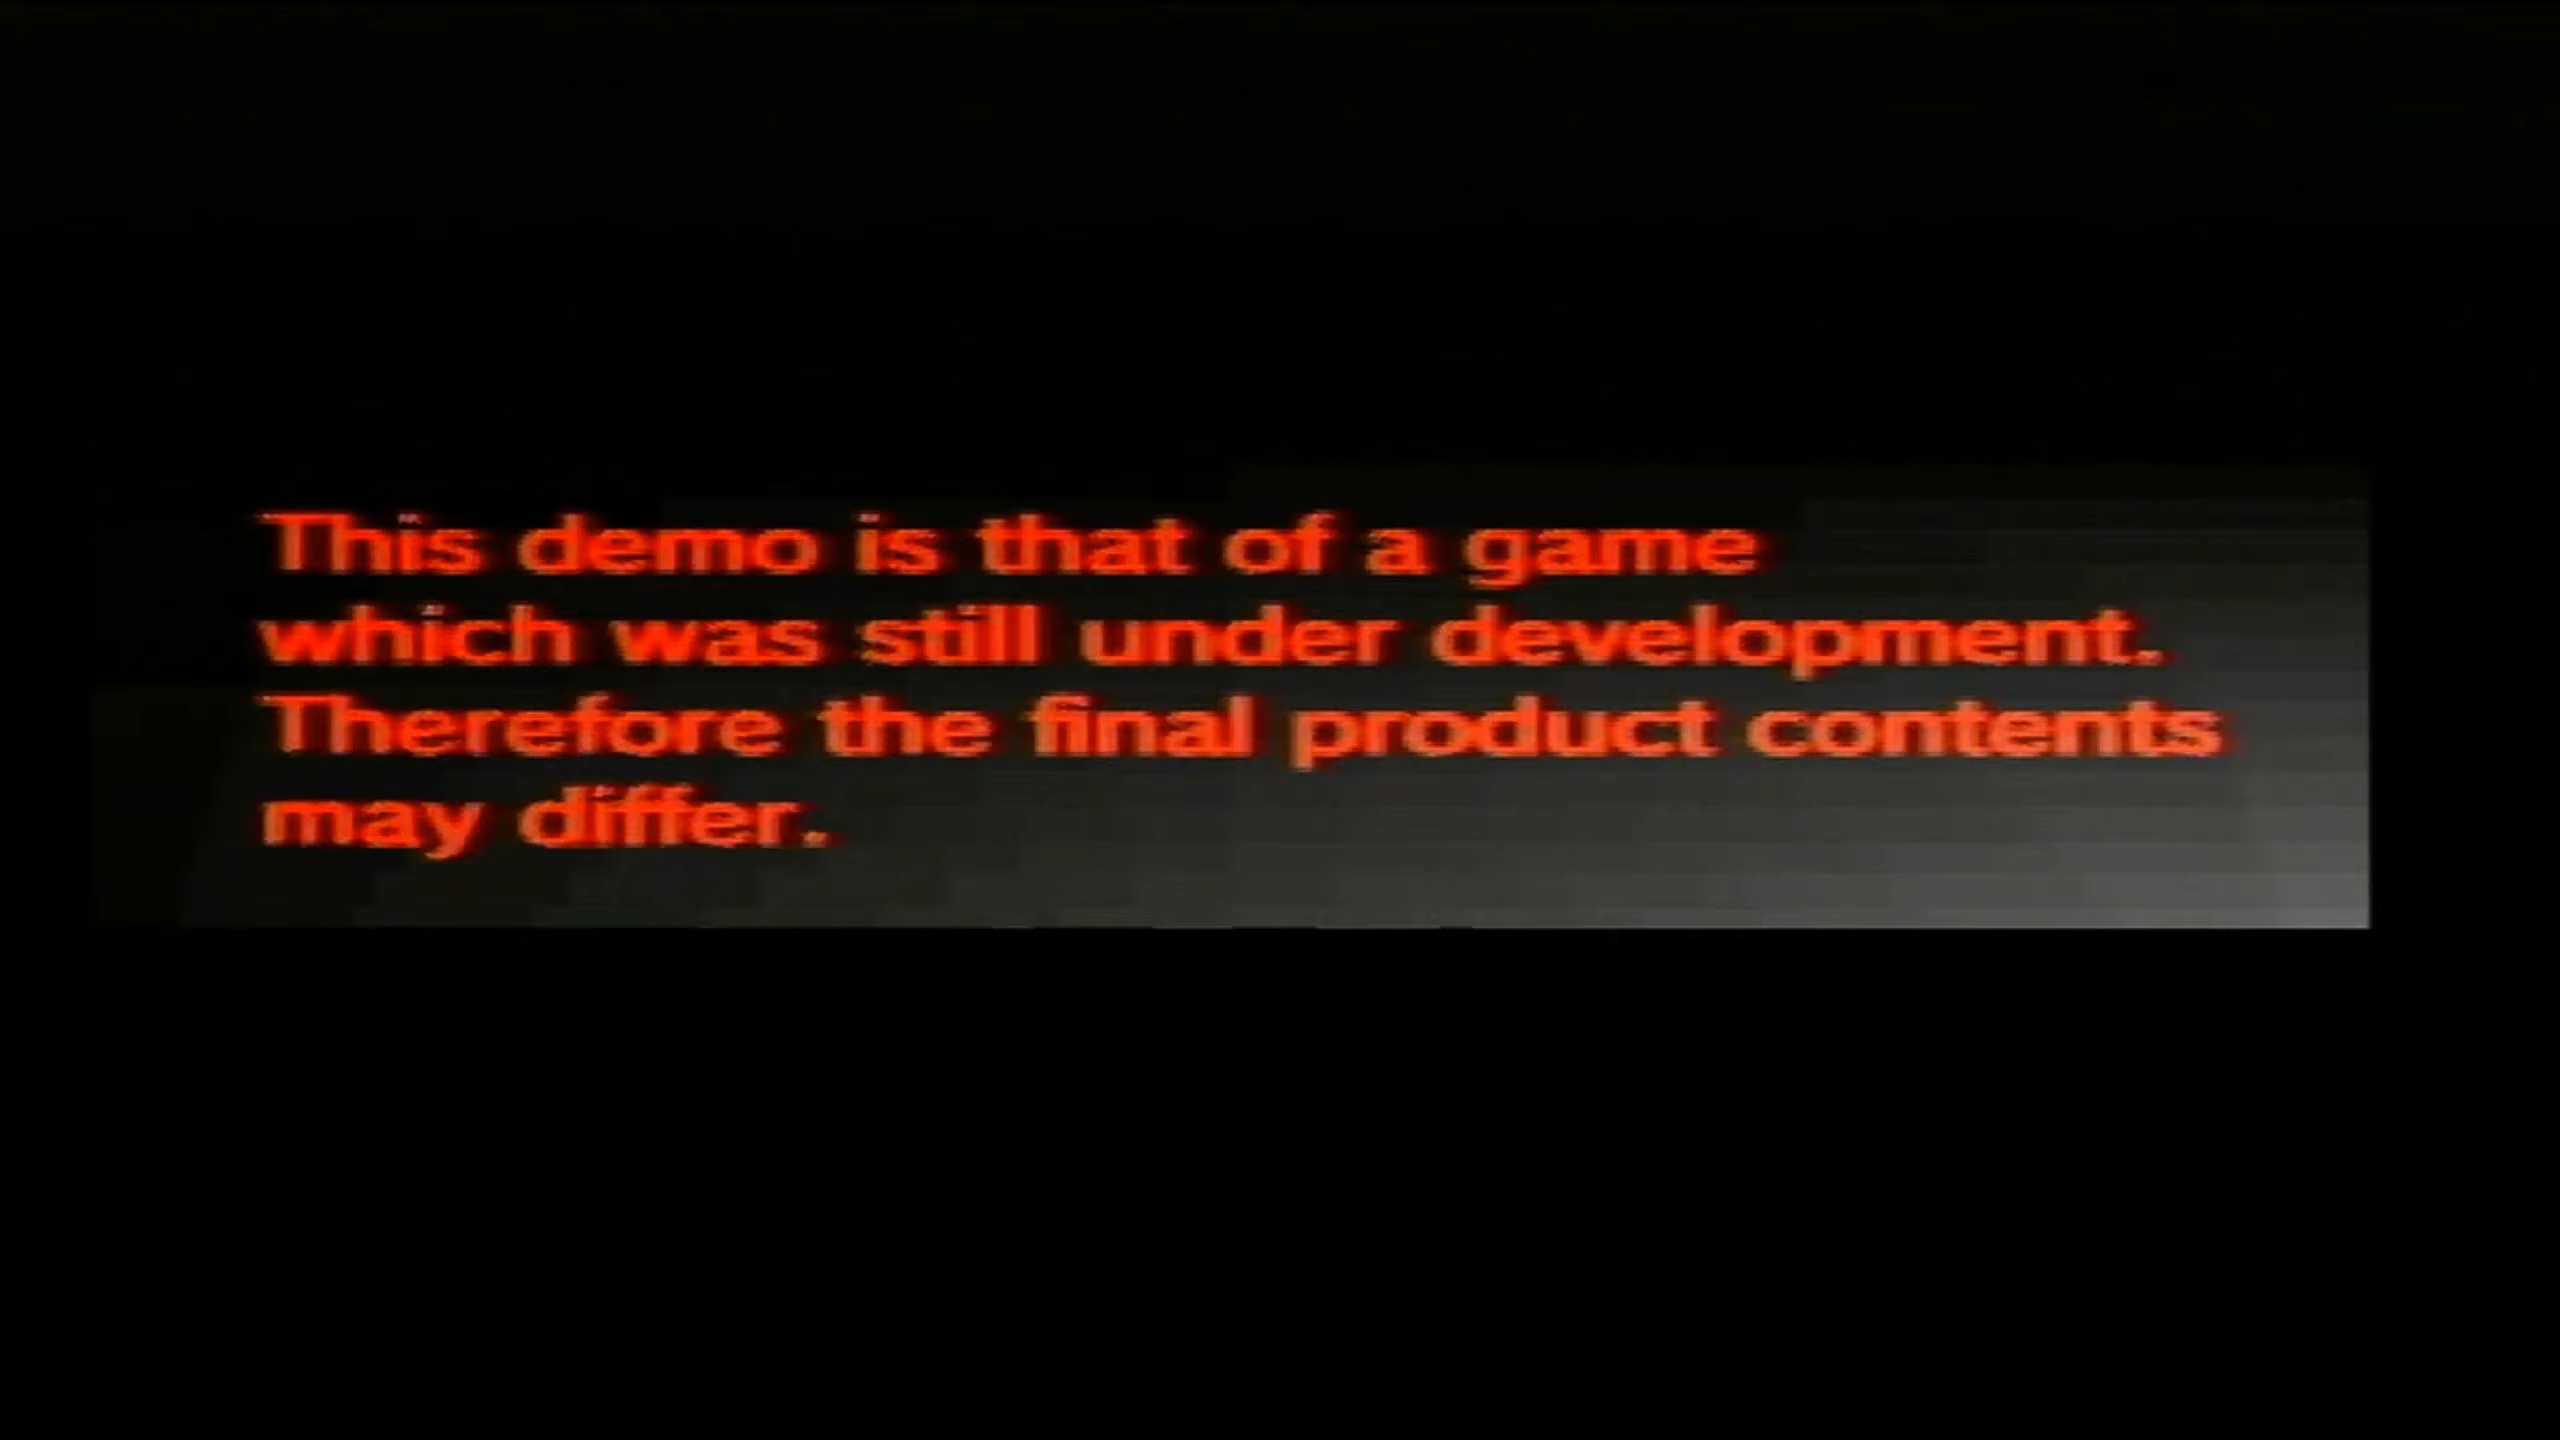 This demo is that of a game
which was still under development.
Therefore the final product contents
may differ.